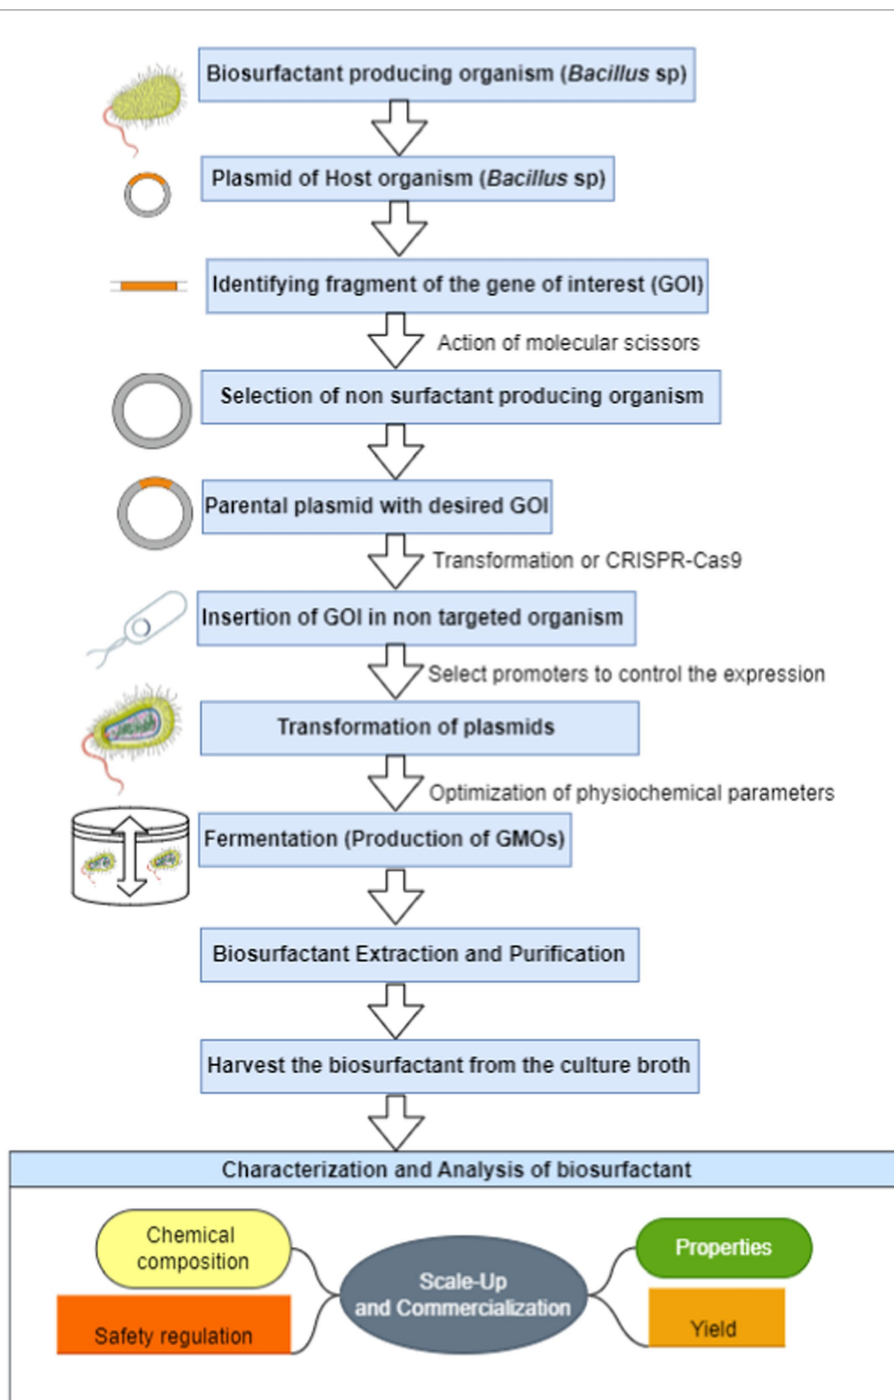 Biosurfactant producing organism (Bacillus sp)
Plasmid of Host organism (Bacillus sp)
Identifying fragment of the gene of interest (GOI)
Action of molecular scissors
Selection of non surfactant producing organism
Parental plasmid with desired GOI
Transformation or CRISPR-Cas9
Insertion of GOI in non targeted organism
Select promoters to control the expression
Transformation of plasmids
Optimization of physiochemical parameters
Fermentation (Production of GMOs)
Biosurfactant Extraction and Purification
Harvest the biosurfactant from the culture broth
Characterization and Analysis of biosurfactant
Chemical
composition
Safety regulation
Scale-Up
and Commercialization
Properties
Yield